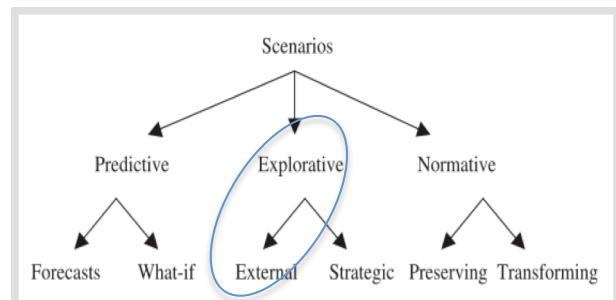 Scenarios
Predictive Explorative Normative
Forecasts What-if External Strategic Preserving Transforming